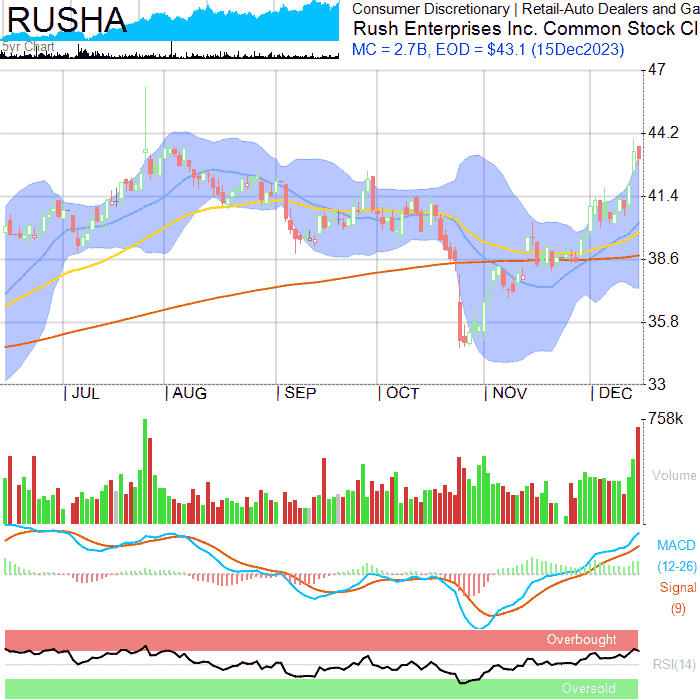 RUSHA
5yr Chart
Consumer Discretionary | Retail-Auto Dealers and Ga
Rush Enterprises Inc. Common Stock Cl
MC = 2.7B, EOD = $43.1 (15Dec2023)
47
44.2
41.4
38.6
35.8
33
| JUL | AUG | SEP | OCT | NOV | DEC
758k
Volume
MACD
(12-26)
Signal
(9)
Overbought
RSI(14)
Oversold